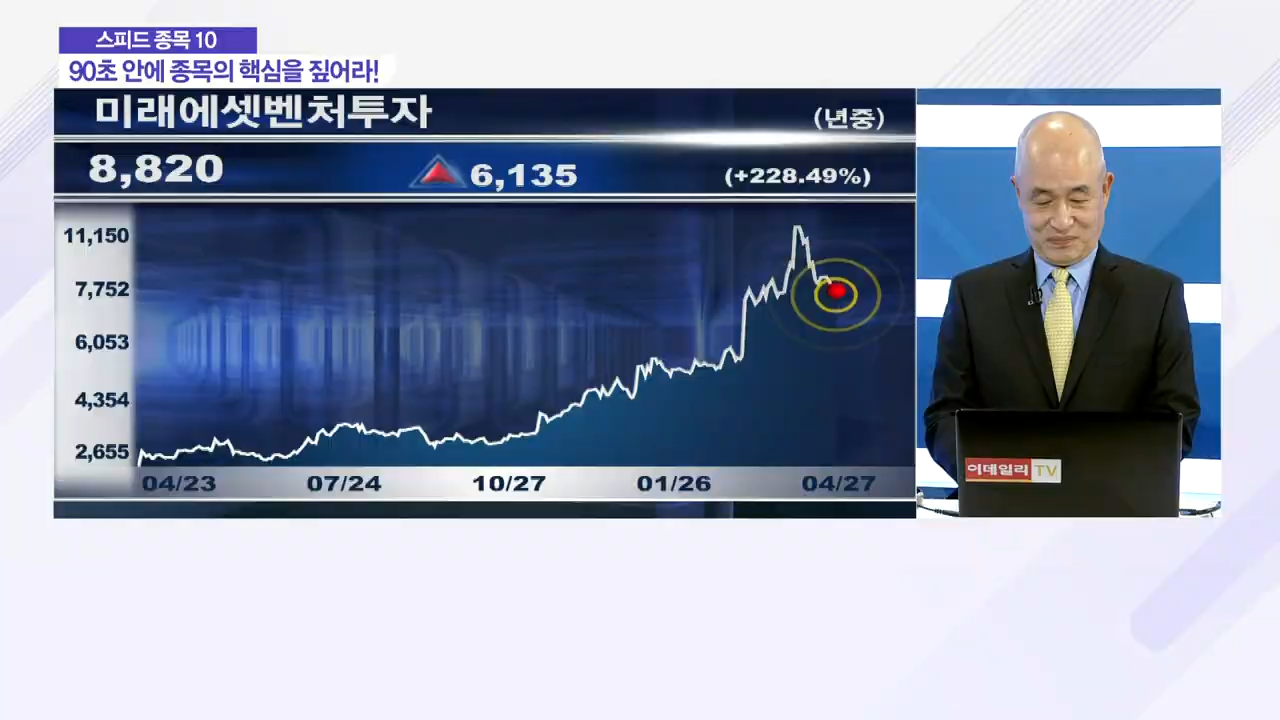 스피드 종목 10
90초 안에 종목의 핵심을 짚어라!
미래에셋벤처투자
(년중)
8,820
6,135
(+228.49%)
11,150
7,752
6,053
4,354
2,655
04/23 07/24 10/27 01/26 04/27
이데일리TV